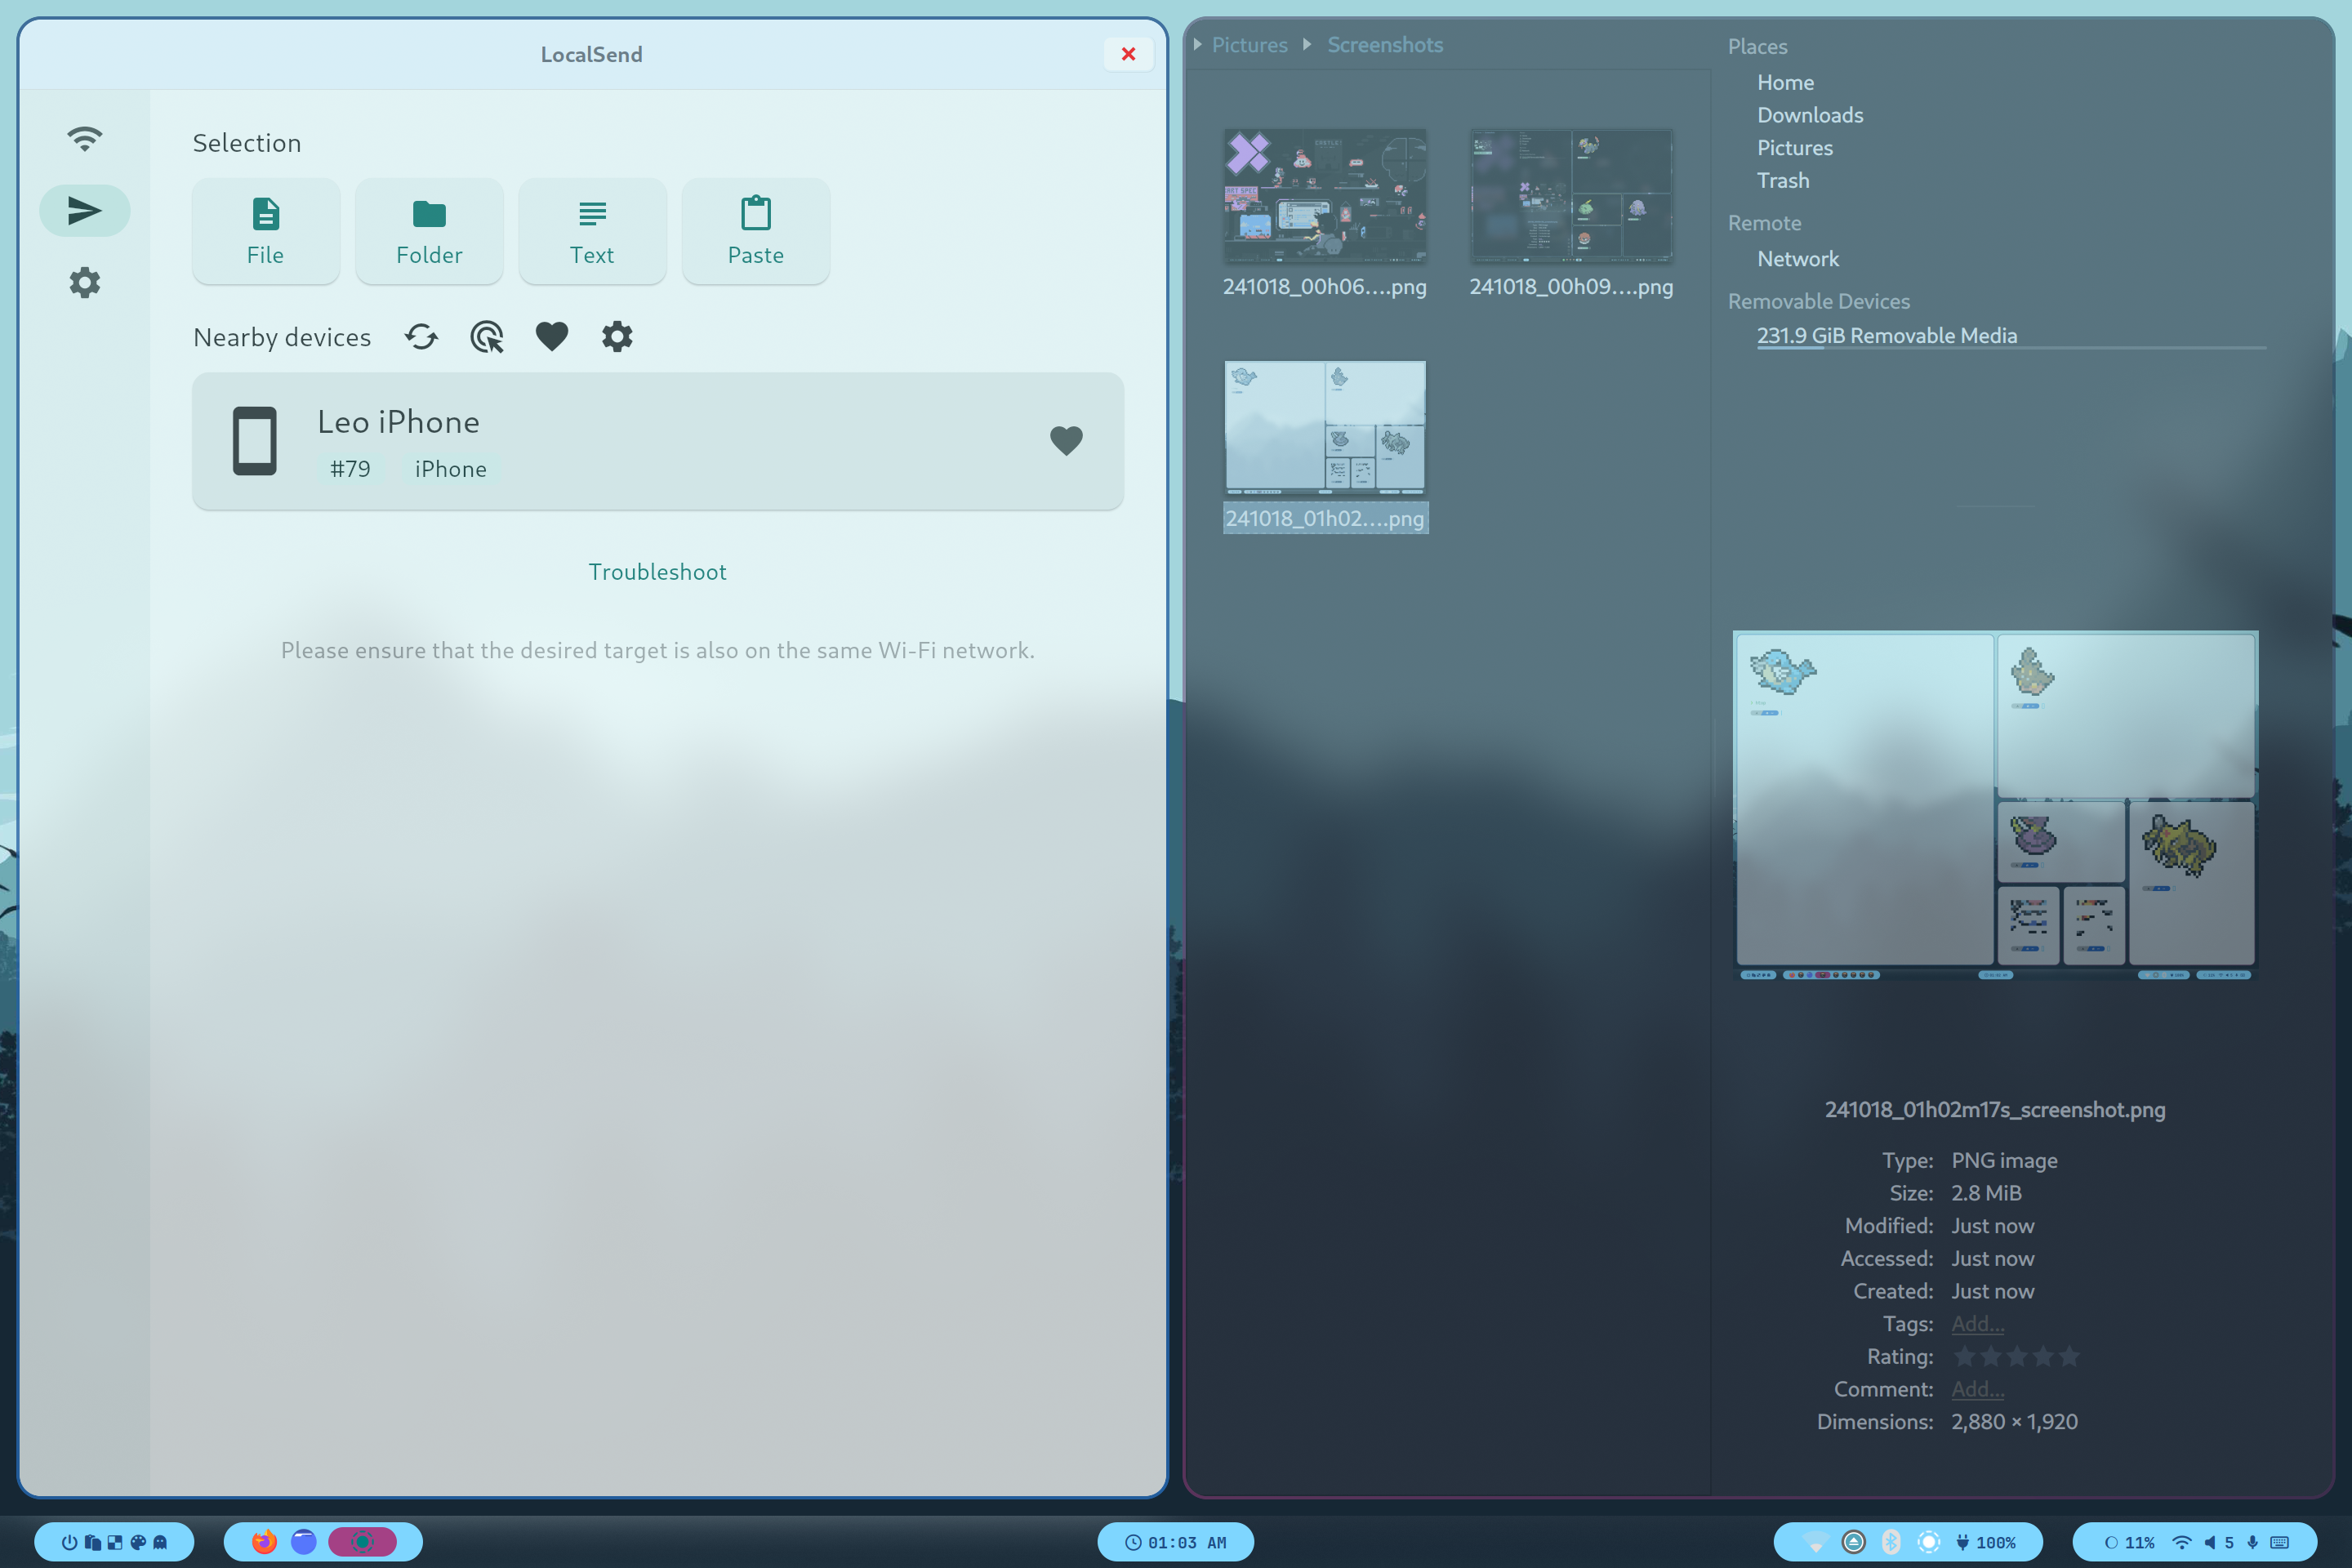 LocalSend
Selection
File
Folder
Text
Paste
Nearby devices
Leo iPhone
#79
iPhone
Troubleshoot
Please ensure that the desired target is also on the same Wi-Fi network.
Pictures
Screenshots
241018_00h06....png
241018_00h09....png
241018_01h02....png
Places
Home
Downloads
Pictures
Trash
Remote
Network
Removable Devices
231.9 GiB Removable Media
241018_01h02m17s_screenshot.png
Type: PNG image
Size: 2.8 MiB
Modified: Just now
Accessed: Just now
Created: Just now
Tags: Add...
Rating:
Comment: Add...
Dimensions: 2,880 × 1,920
01:03 AM
100%
11%
5